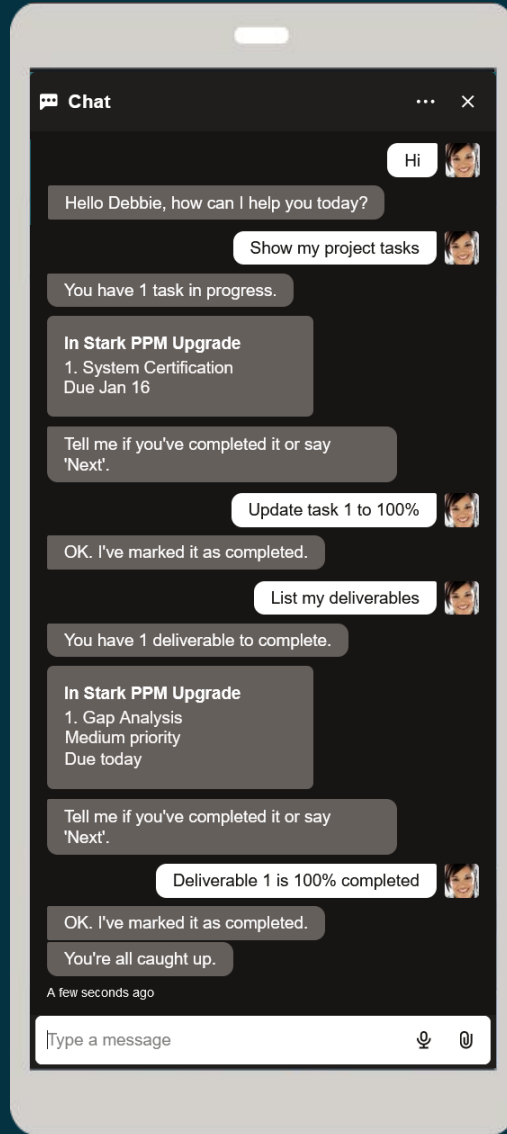 Chat
Hi
Hello Debbie, how can I help you today?
Show my project tasks
You have 1 task in progress.
In Stark PPM Upgrade
1. System Certification
Due Jan 16
Tell me if you've completed it or say
'Next'.
Update task 1 to 100%
OK. I've marked it as completed.
List my deliverables
You have 1 deliverable to complete.
In Stark PPM Upgrade
1. Gap Analysis
Medium priority
Due today
Tell me if you've completed it or say
'Next'.
Deliverable 1 is 100% completed
OK. I've marked it as completed.
You're all caught up.
A few seconds ago
Type a message